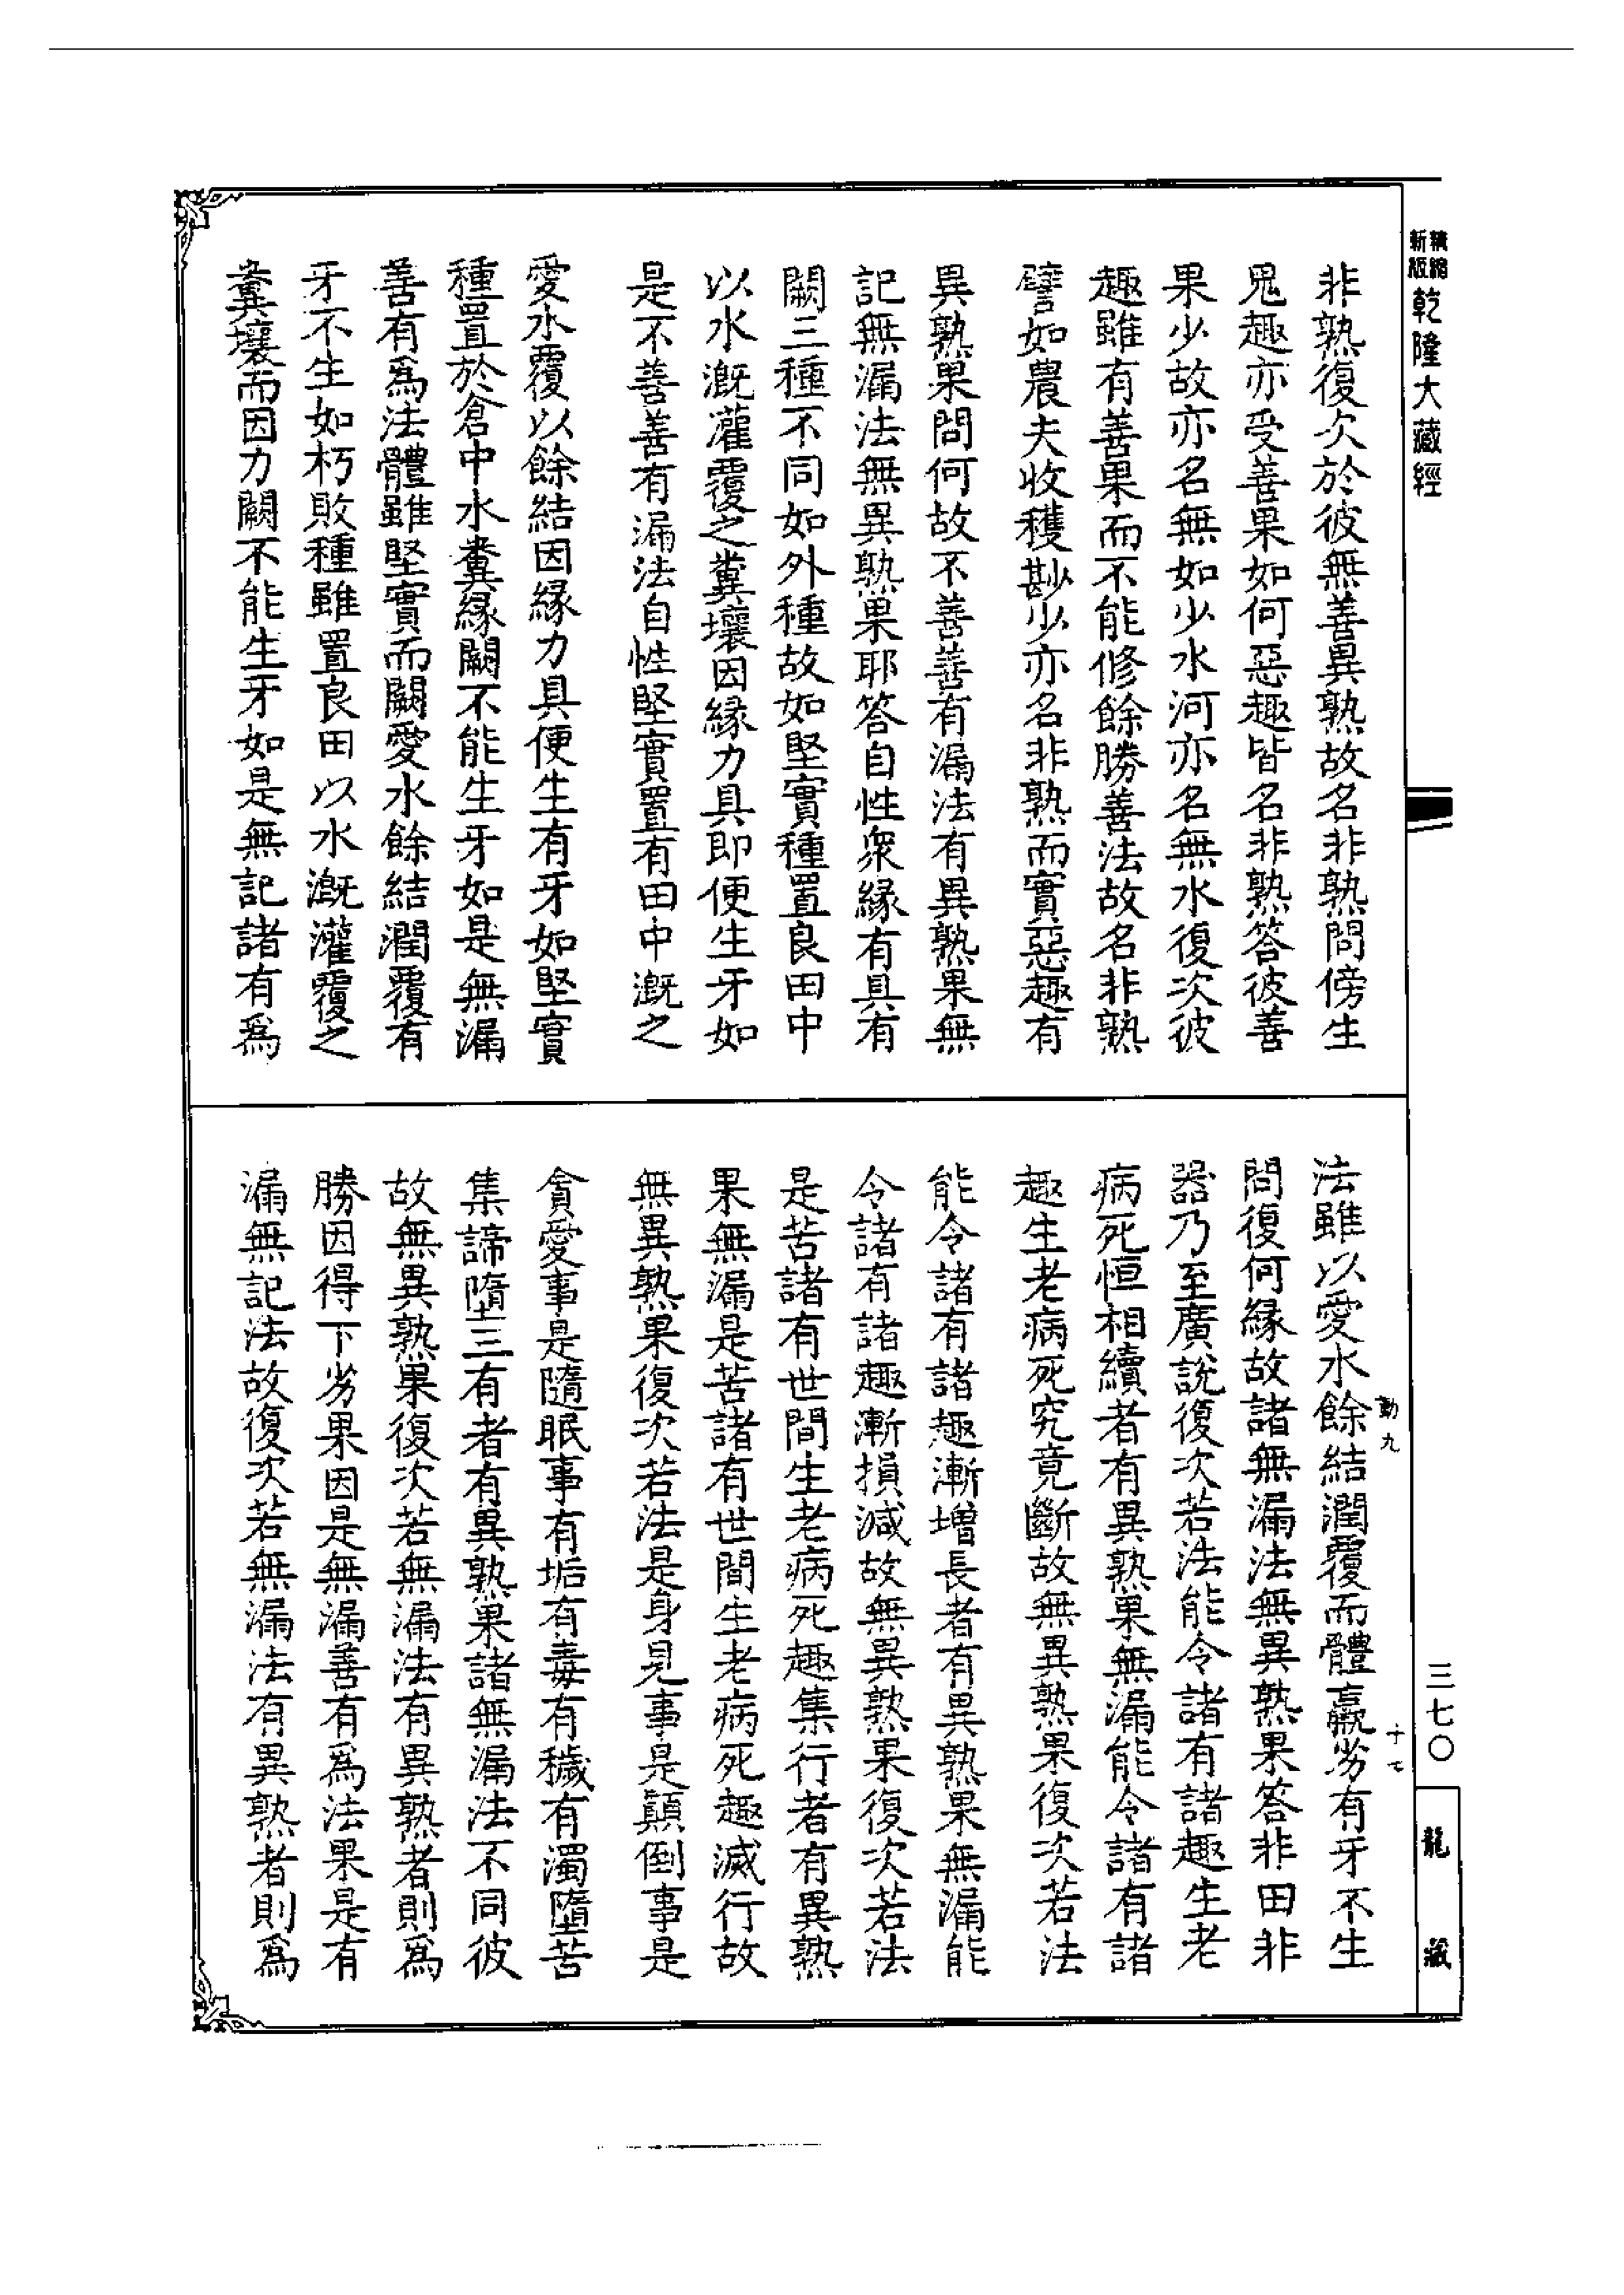 精縮新版乾隆大藏經
非熟復次於彼無善異熟故名非熟問傍生
鬼趣亦受善果如何惡趣皆名非熟答彼善
果少故亦名無如少水河亦名無水復次彼
趣雖有善果而不能修餘勝善法故名非熟
譬如農夫收穫尠少亦名非熟而實惡趣有
異熟果問何故不善善有漏法有異熟果無
記無漏法無異熟果耶答自性衆緣有具有
闕三種不同如外種故如堅實種置良田中
以水溉灌覆之糞壤因緣力具即便生牙如
是不善善有漏法自性堅實置有田中溉之
愛水覆以餘結因緣力具便生有牙如堅實
種置於倉中水糞緣闕不能生牙如是無漏
善有爲法體雖堅實而闕愛水餘結潤覆有
牙不生如朽敗種雖置良田以水溉灌覆之
糞壤而因力闕不能生牙如是無記諸有爲
法雖以愛水餘結潤覆而體羸劣有牙不生
問復何緣故諸無漏法無異熟果答非田非
器乃至廣說復次若法能令諸有諸趣生老
病死恒相續者有異熟果無漏能令諸有諸
趣生老病死究竟斷故無異熟果復次若法
能令諸有諸趣漸增長者有異熟果無漏能
令諸有諸趣漸損減故無異熟果復次若法
是苦諸有世間生老病死趣集行者有異熟
果無漏是苦諸有世間生老病死趣滅行故
無異熟果復次若法是身見事是顛倒事是
貪愛事是隨眠事有垢有毒有穢有濁墮苦
集諦墮三有者有異熟果諸無漏法不同彼
故無異熟果復次若無漏法有異熟者則爲
勝因得下劣果因是無漏善有爲法果是有
漏無記法故復次若無漏法有異熟者則爲
動九
十七
三七〇
龍藏